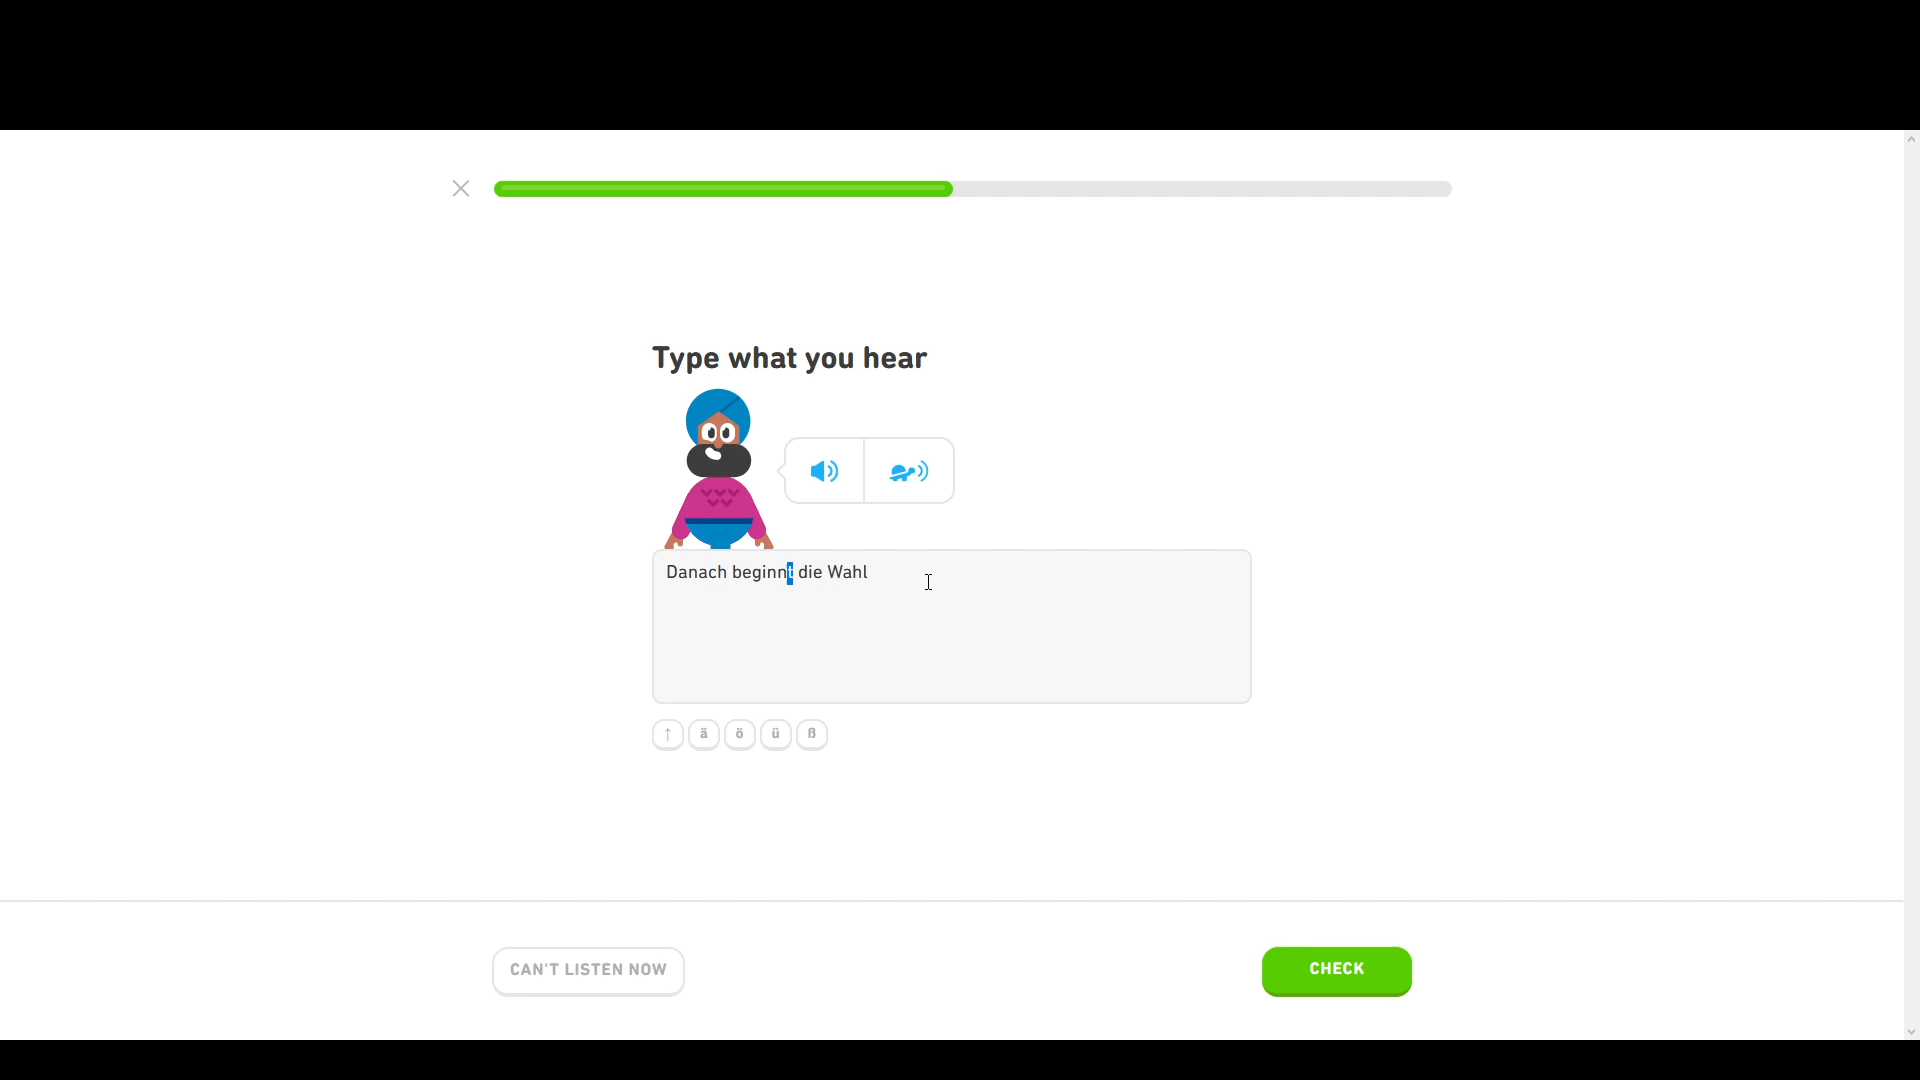 Type what you hear
Danach beginnt die Wahl
↑ ä ö ü ß
CAN'T LISTEN NOW
CHECK